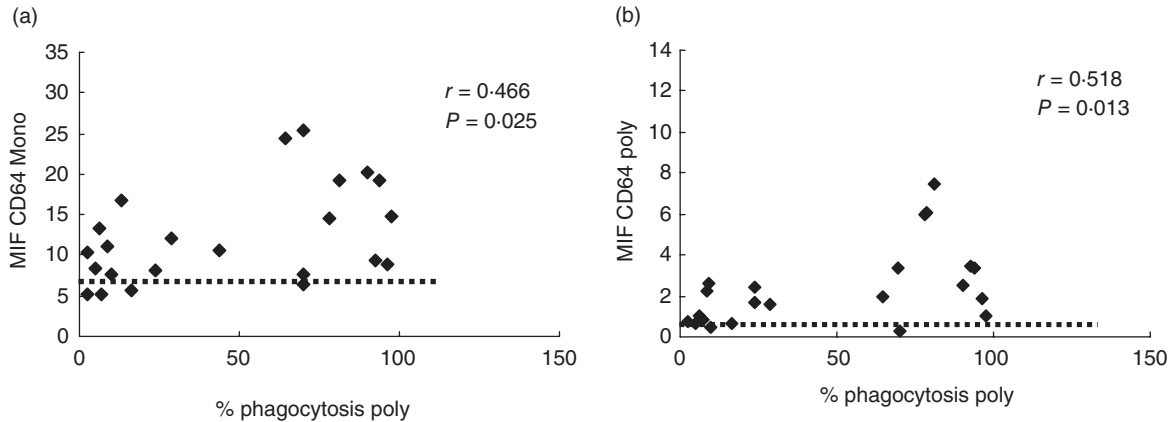 (a)
35
30
25
20
15
10
5
0
MIF CD64 Mono
r = 0·466
P = 0·025
0 50 100 150
% phagocytosis poly
(b)
14
12
10
8
6
4
2
0
MIF CD64 poly
r = 0·518
P = 0·013
0 50 100 150
% phagocytosis poly